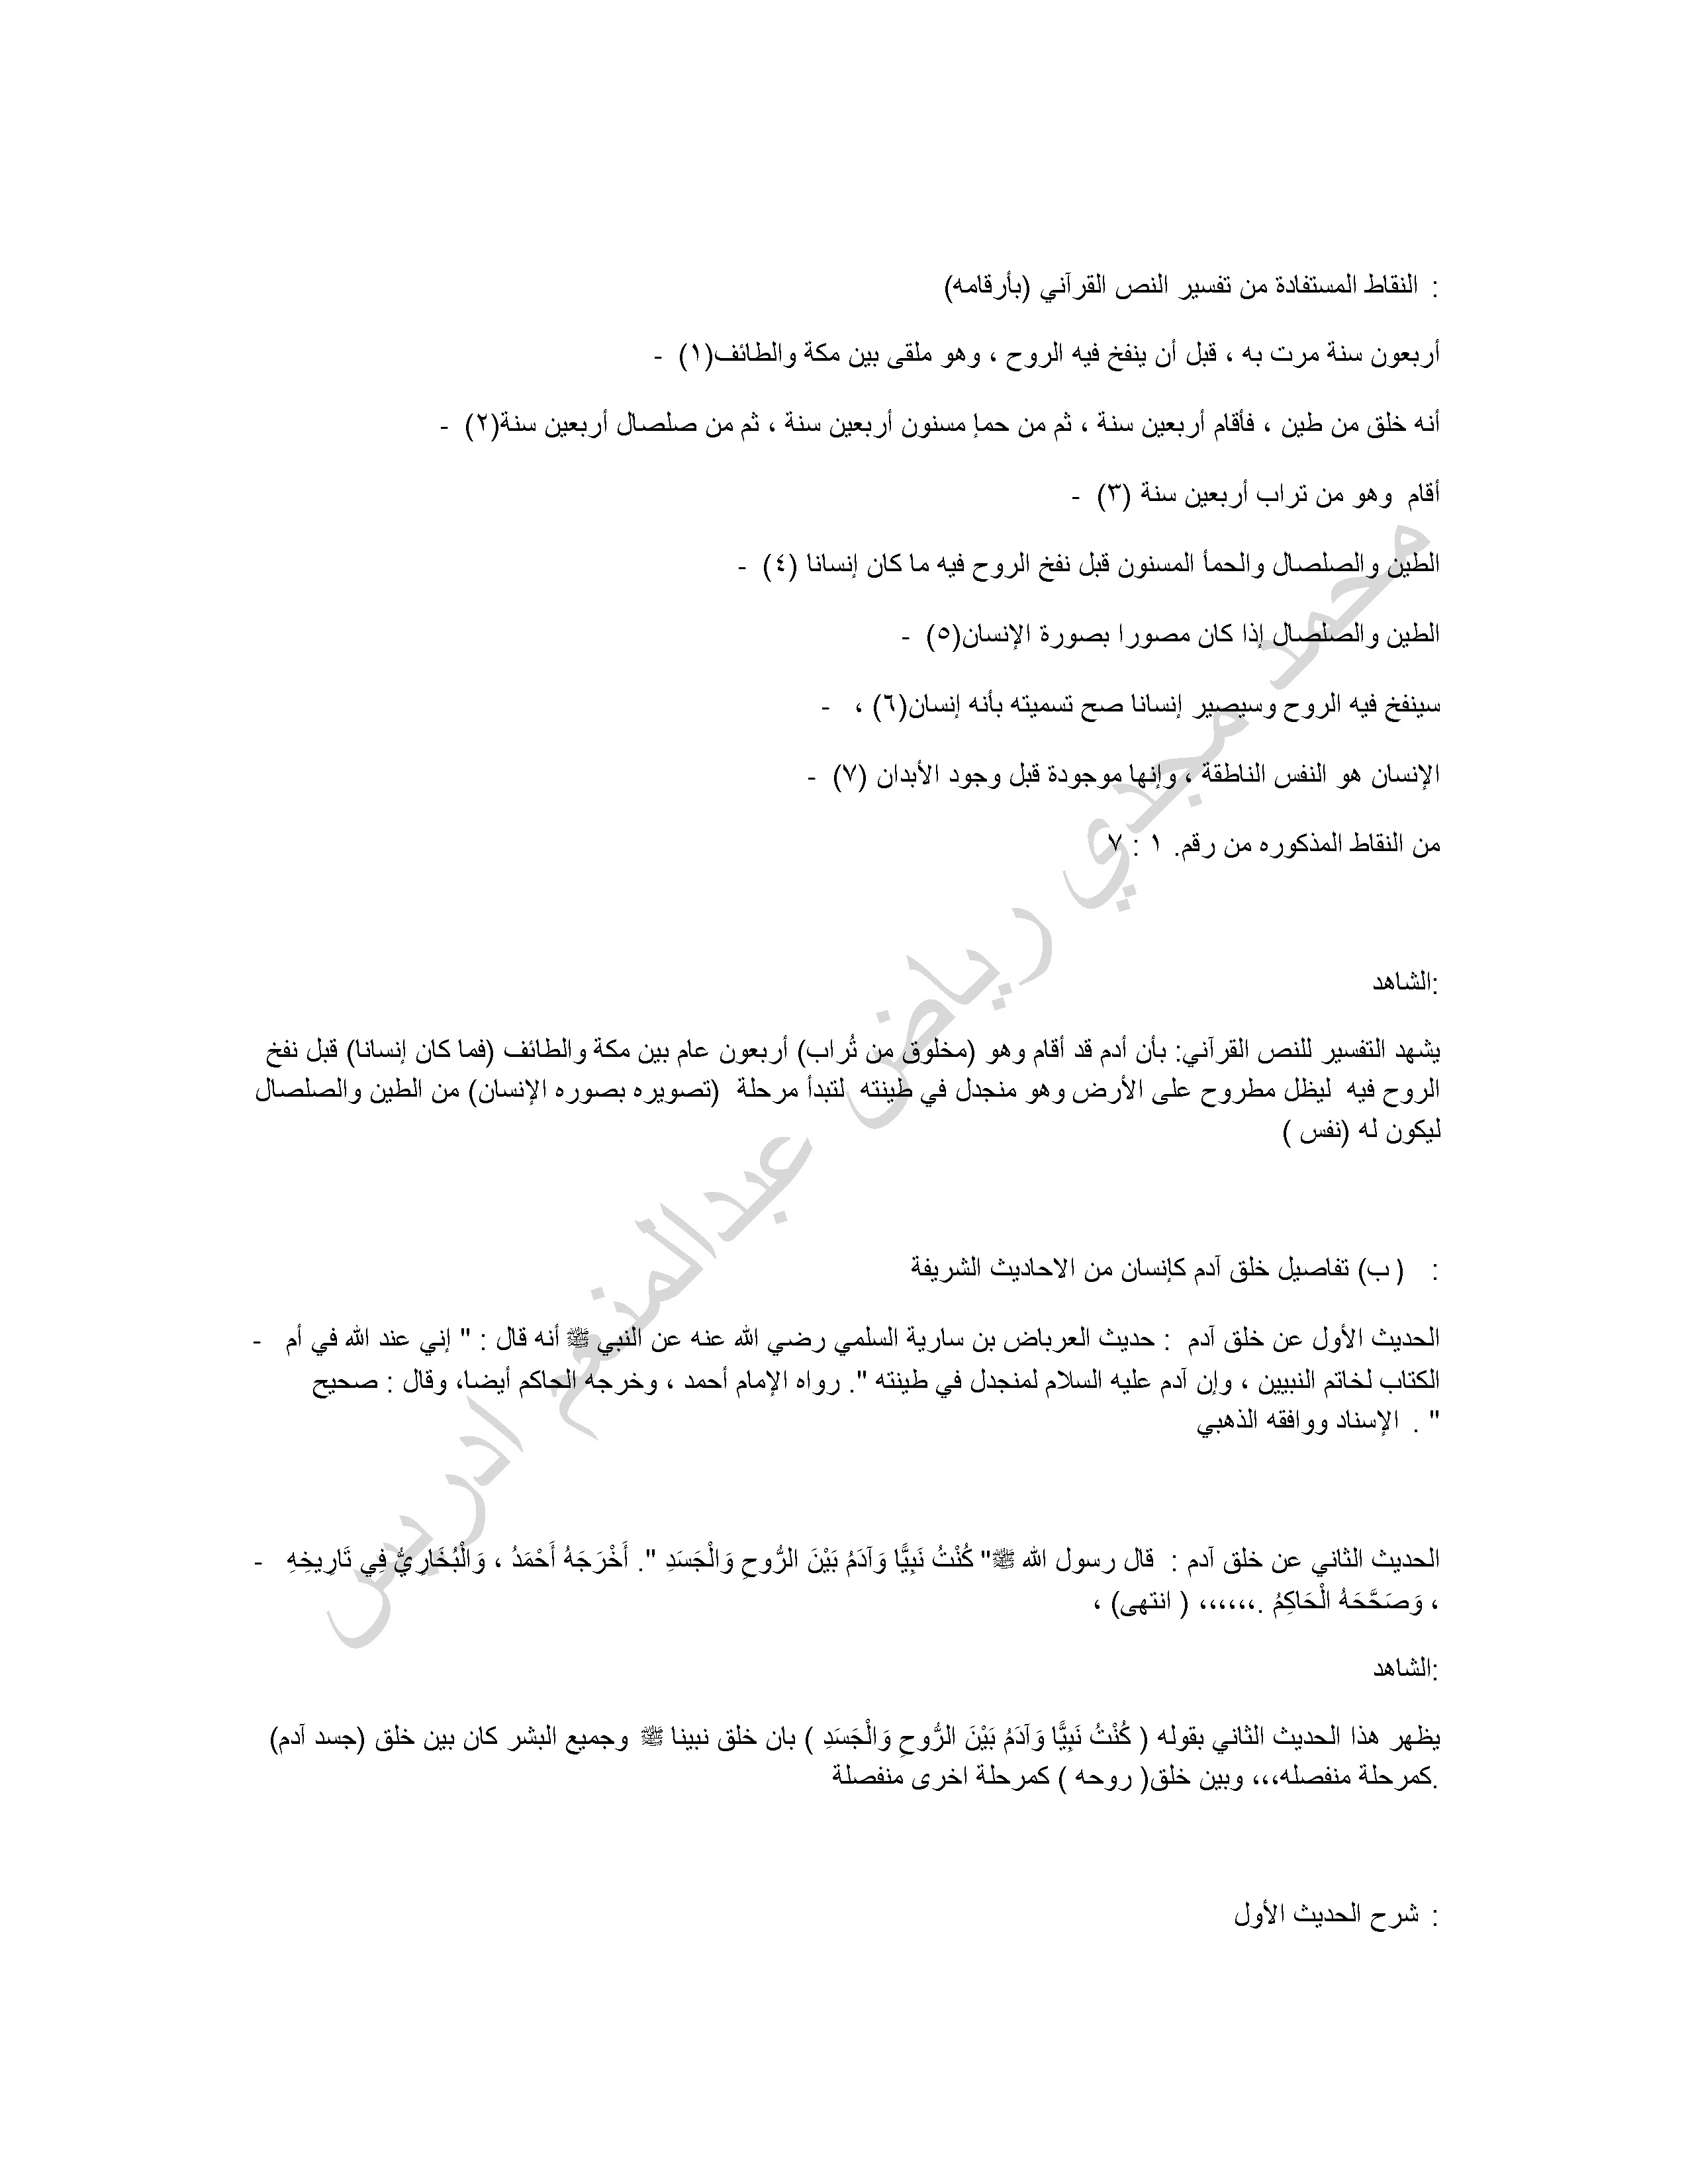 : النقاط المستفادة من تفسير النص القرآني (بأرقامه)
أربعون سنة مرت به ، قبل أن ينفخ فيه الروح ، وهو ملقى بين مكة والطائف(١) -
أنه خلق من طين ، فأقام أربعين سنة ، ثم من حمإ مسنون أربعين سنة ، ثم من صلصال أربعين سنة(٢) -
أقام وهو من تراب أربعين سنة (٣) -
الطين والصلصال والحمأ المسنون قبل نفخ الروح فيه ما كان إنسانا (٤) -
الطين والصلصال إذا كان مصورا بصورة الإنسان(٥) -
سينفخ فيه الروح وسيصير إنسانا صح تسميته بأنه إنسان(٦) ، -
الإنسان هو النفس الناطقة ، وإنها موجودة قبل وجود الأبدان (٧) -
من النقاط المذكوره من رقم. ١ : ٧
:الشاهد
يشهد التفسير للنص القرآني: بأن أدم قد أقام وهو (مخلوق من تُراب) أربعون عام بين مكة والطائف (فما كان إنسانا) قبل نفخ
الروح فيه ليظل مطروح على الأرض وهو منجدل في طينته لتبدأ مرحلة (تصويره بصوره الإنسان) من الطين والصلصال
ليكون له (نفس )
: ( ب) تفاصيل خلق آدم كإنسان من الاحاديث الشريفة
الحديث الأول عن خلق آدم : حديث العرباض بن سارية السلمي رضي الله عنه عن النبي ﷺ أنه قال : " إني عند الله في أم -
الكتاب لخاتم النبيين ، وإن آدم عليه السلام لمنجدل في طينته ". رواه الإمام أحمد ، وخرجه الحاكم أيضا، وقال : صحيح
" . الإسناد ووافقه الذهبي
الحديث الثاني عن خلق آدم : قال رسول الله ﷺ" كُنْتُ نَبِيًّا وَآدَمُ بَيْنَ الرُّوحِ وَالْجَسَدِ ". أَخْرَجَهُ أَحْمَدُ ، وَالْبُخَارِيُّ فِي تَارِيخِهِ -
، وَصَحَّحَهُ الْحَاكِمُ .،،،،،، ( انتهى) ،
:الشاهد
يظهر هذا الحديث الثاني بقوله ( كُنْتُ نَبِيًّا وَآدَمُ بَيْنَ الرُّوحِ وَالْجَسَدِ ) بان خلق نبينا ﷺ وجميع البشر كان بين خلق (جسد آدم)
.كمرحلة منفصله،،، وبين خلق( روحه ) كمرحلة اخرى منفصلة
: شرح الحديث الأول
محمد مجدي رياض عبدالمنعم ادريس